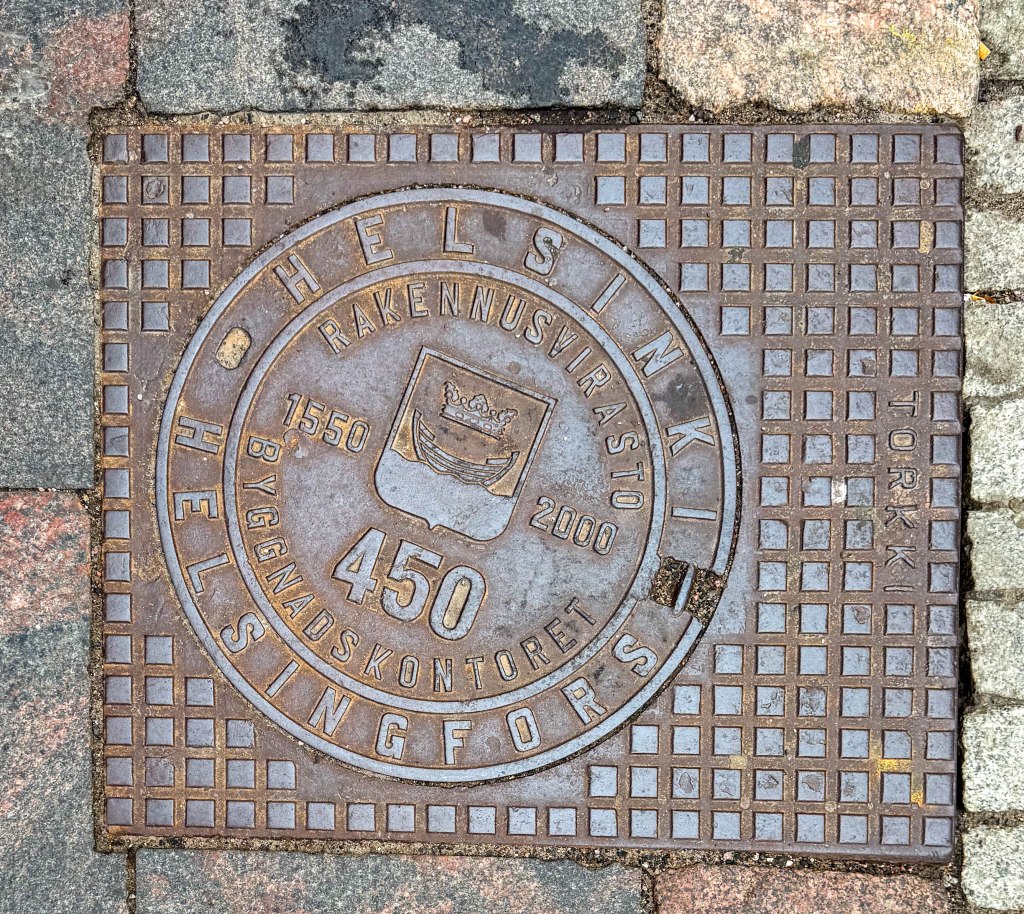 HELSINKI
RAKENNUSVIRASTO
1550
2000
450
BYGGNADSKONTORET
HELSINGFORS
TORKKI